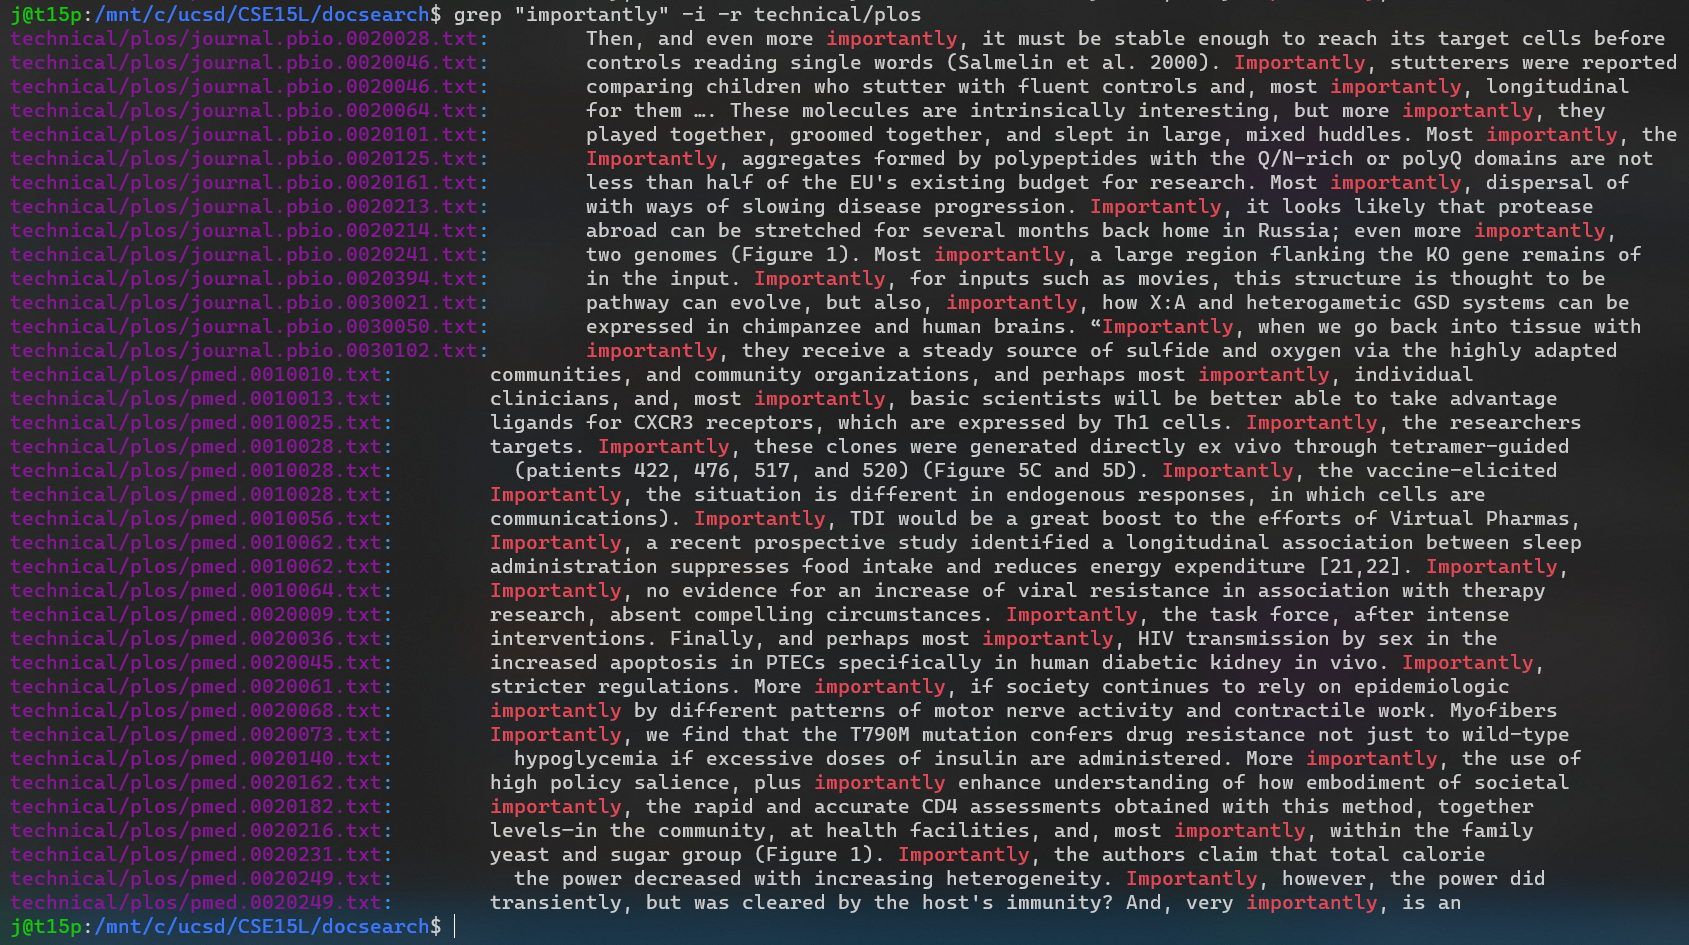 j@t15p:/mnt/c/ucsd/CSE15L/docsearch$ grep "importantly" -i -r technical/plos
technical/plos/journal.pbio.0020028.txt:        Then, and even more importantly, it must be stable enough to reach its target cells before
technical/plos/journal.pbio.0020046.txt:        controls reading single words (Salmelin et al. 2000). Importantly, stutterers were reported
technical/plos/journal.pbio.0020046.txt:        comparing children who stutter with fluent controls and, most importantly, longitudinal
technical/plos/journal.pbio.0020064.txt:        for them …. These molecules are intrinsically interesting, but more importantly, they
technical/plos/journal.pbio.0020101.txt:        played together, groomed together, and slept in large, mixed huddles. Most importantly, the
technical/plos/journal.pbio.0020125.txt:        Importantly, aggregates formed by polypeptides with the Q/N-rich or polyQ domains are not
technical/plos/journal.pbio.0020161.txt:        less than half of the EU's existing budget for research. Most importantly, dispersal of
technical/plos/journal.pbio.0020213.txt:        with ways of slowing disease progression. Importantly, it looks likely that protease
technical/plos/journal.pbio.0020214.txt:        abroad can be stretched for several months back home in Russia; even more importantly,
technical/plos/journal.pbio.0020241.txt:        two genomes (Figure 1). Most importantly, a large region flanking the KO gene remains of
technical/plos/journal.pbio.0020394.txt:        in the input. Importantly, for inputs such as movies, this structure is thought to be
technical/plos/journal.pbio.0030021.txt:        pathway can evolve, but also, importantly, how X:A and heterogametic GSD systems can be
technical/plos/journal.pbio.0030050.txt:        expressed in chimpanzee and human brains. “Importantly, when we go back into tissue with
technical/plos/journal.pbio.0030102.txt:        importantly, they receive a steady source of sulfide and oxygen via the highly adapted
technical/plos/pmed.0010010.txt:        communities, and community organizations, and perhaps most importantly, individual
technical/plos/pmed.0010013.txt:        clinicians, and, most importantly, basic scientists will be better able to take advantage
technical/plos/pmed.0010025.txt:        ligands for CXCR3 receptors, which are expressed by Th1 cells. Importantly, the researchers
technical/plos/pmed.0010028.txt:        targets. Importantly, these clones were generated directly ex vivo through tetramer-guided
technical/plos/pmed.0010028.txt:          (patients 422, 476, 517, and 520) (Figure 5C and 5D). Importantly, the vaccine-elicited
technical/plos/pmed.0010028.txt:        Importantly, the situation is different in endogenous responses, in which cells are
technical/plos/pmed.0010056.txt:        communications). Importantly, TDI would be a great boost to the efforts of Virtual Pharmas,
technical/plos/pmed.0010062.txt:        Importantly, a recent prospective study identified a longitudinal association between sleep
technical/plos/pmed.0010062.txt:        administration suppresses food intake and reduces energy expenditure [21,22]. Importantly,
technical/plos/pmed.0010064.txt:        Importantly, no evidence for an increase of viral resistance in association with therapy
technical/plos/pmed.0020009.txt:        research, absent compelling circumstances. Importantly, the task force, after intense
technical/plos/pmed.0020036.txt:        interventions. Finally, and perhaps most importantly, HIV transmission by sex in the
technical/plos/pmed.0020045.txt:        increased apoptosis in PTECs specifically in human diabetic kidney in vivo. Importantly,
technical/plos/pmed.0020061.txt:        stricter regulations. More importantly, if society continues to rely on epidemiologic
technical/plos/pmed.0020068.txt:        importantly by different patterns of motor nerve activity and contractile work. Myofibers
technical/plos/pmed.0020073.txt:        Importantly, we find that the T790M mutation confers drug resistance not just to wild-type
technical/plos/pmed.0020140.txt:          hypoglycemia if excessive doses of insulin are administered. More importantly, the use of
technical/plos/pmed.0020162.txt:        high policy salience, plus importantly enhance understanding of how embodiment of societal
technical/plos/pmed.0020182.txt:        importantly, the rapid and accurate CD4 assessments obtained with this method, together
technical/plos/pmed.0020216.txt:        levels—in the community, at health facilities, and, most importantly, within the family
technical/plos/pmed.0020231.txt:        yeast and sugar group (Figure 1). Importantly, the authors claim that total calorie
technical/plos/pmed.0020249.txt:          the power decreased with increasing heterogeneity. Importantly, however, the power did
technical/plos/pmed.0020249.txt:        transiently, but was cleared by the host's immunity? And, very importantly, is an
j@t15p:/mnt/c/ucsd/CSE15L/docsearch$